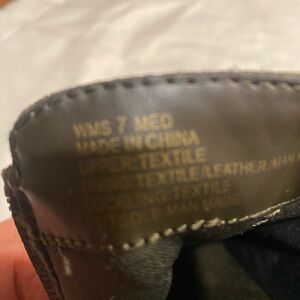 WMS 7 MED
MADE IN CHINA
UPPER: TEXTILE
LINING: TEXTILE/LEATHER/MAN
SOCKLINING: TEXTILE
OUTSOLE: MAN MADE